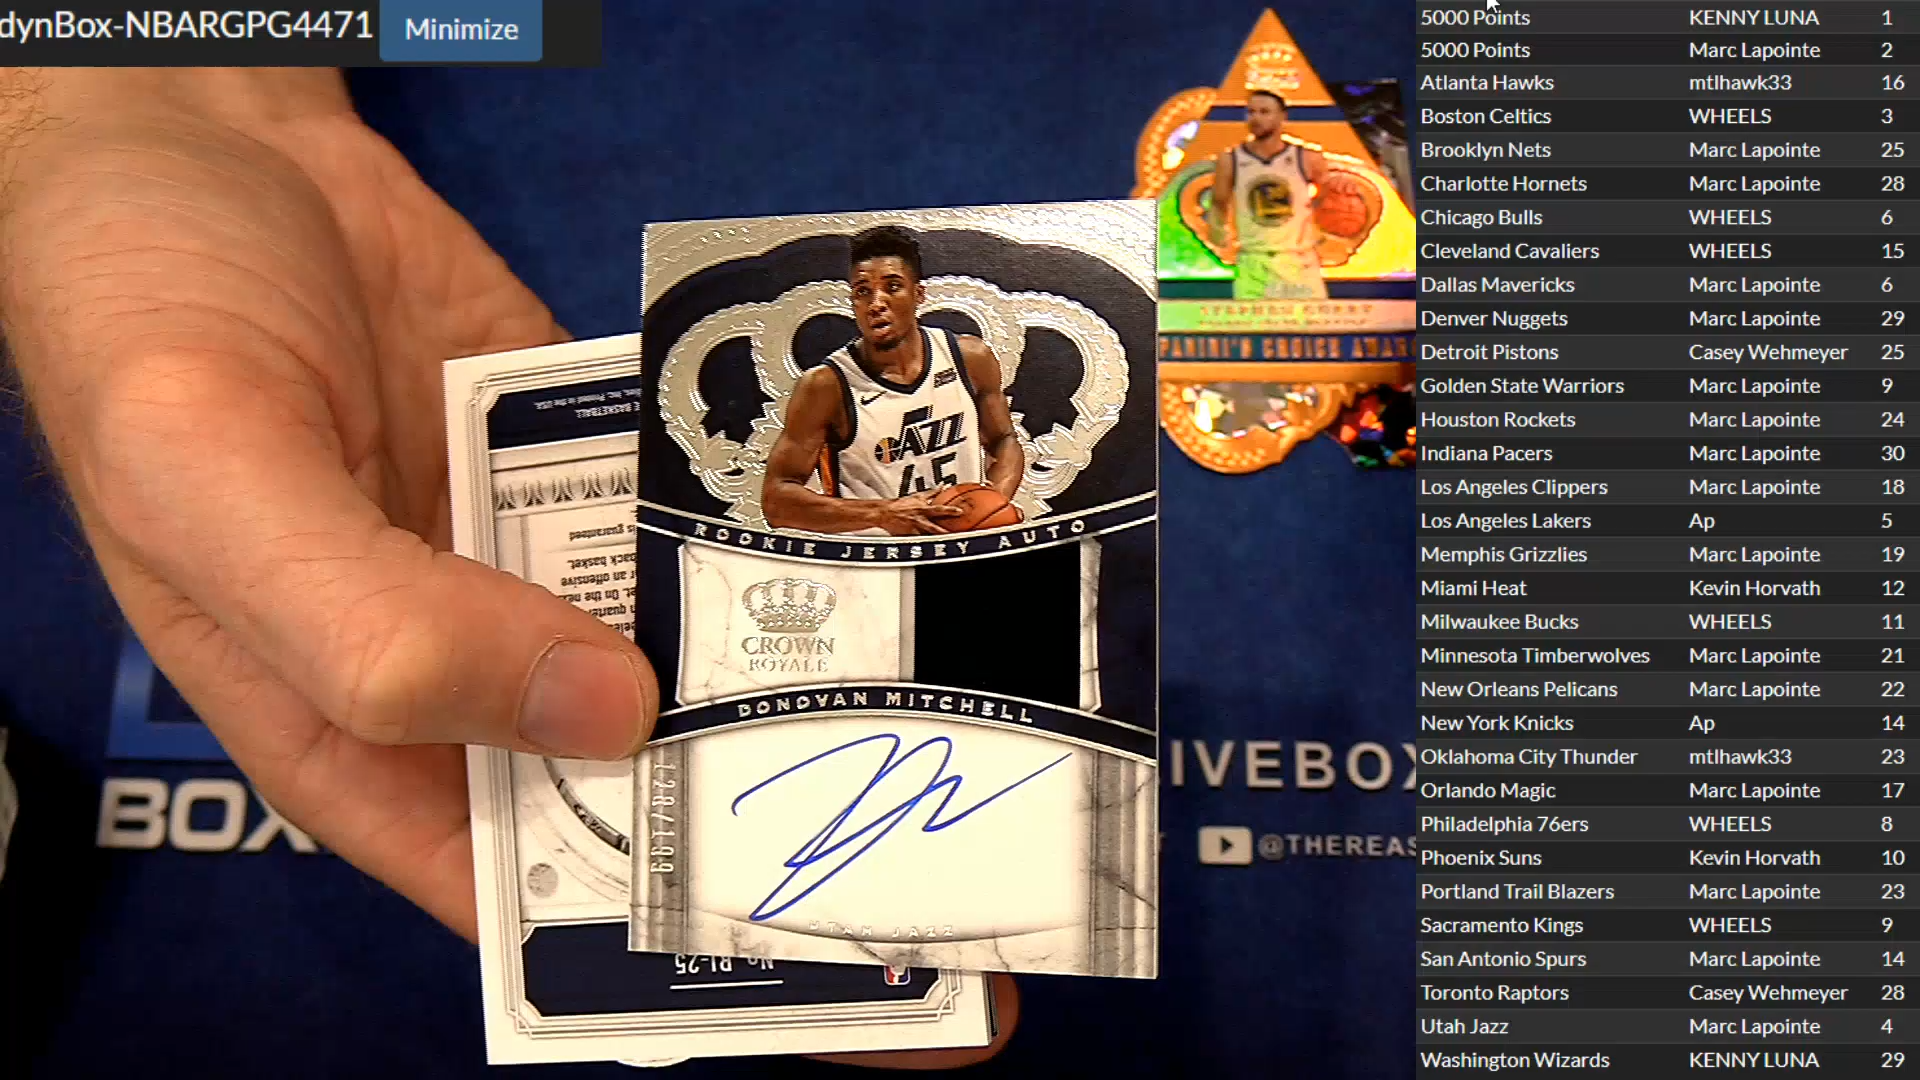 dynBox-NBARGPG4471
Minimize
5000 Points KENNY LUNA 1
5000 Points Marc Lapointe 2
Atlanta Hawks mtlhawk33 16
Boston Celtics WHEELS 3
Brooklyn Nets Marc Lapointe 25
Charlotte Hornets Marc Lapointe 28
Chicago Bulls WHEELS 6
Cleveland Cavaliers WHEELS 15
Dallas Mavericks Marc Lapointe 6
Denver Nuggets Marc Lapointe 29
Detroit Pistons Casey Wehmeyer 25
Golden State Warriors Marc Lapointe 9
Houston Rockets Marc Lapointe 24
Indiana Pacers Marc Lapointe 30
Los Angeles Clippers Marc Lapointe 18
Los Angeles Lakers Ap 5
Memphis Grizzlies Marc Lapointe 19
Miami Heat Kevin Horvath 12
Milwaukee Bucks WHEELS 11
Minnesota Timberwolves Marc Lapointe 21
New Orleans Pelicans Marc Lapointe 22
New York Knicks Ap 14
Oklahoma City Thunder mtlhawk33 23
Orlando Magic Marc Lapointe 17
Philadelphia 76ers WHEELS 8
Phoenix Suns Kevin Horvath 10
Portland Trail Blazers Marc Lapointe 23
Sacramento Kings WHEELS 9
San Antonio Spurs Marc Lapointe 14
Toronto Raptors Casey Wehmeyer 28
Utah Jazz Marc Lapointe 4
Washington Wizards KENNY LUNA 29
STEPHEN CURRY
PANINI'S CHOICE AWAR
JAZZ
45
ROOKIE JERSEY AUTO
CROWN
ROYALE
DONOVAN MITCHELL
128/199
UTAH JAZZ
No. RI-25
BOX
IVEBOX
@THEREAS